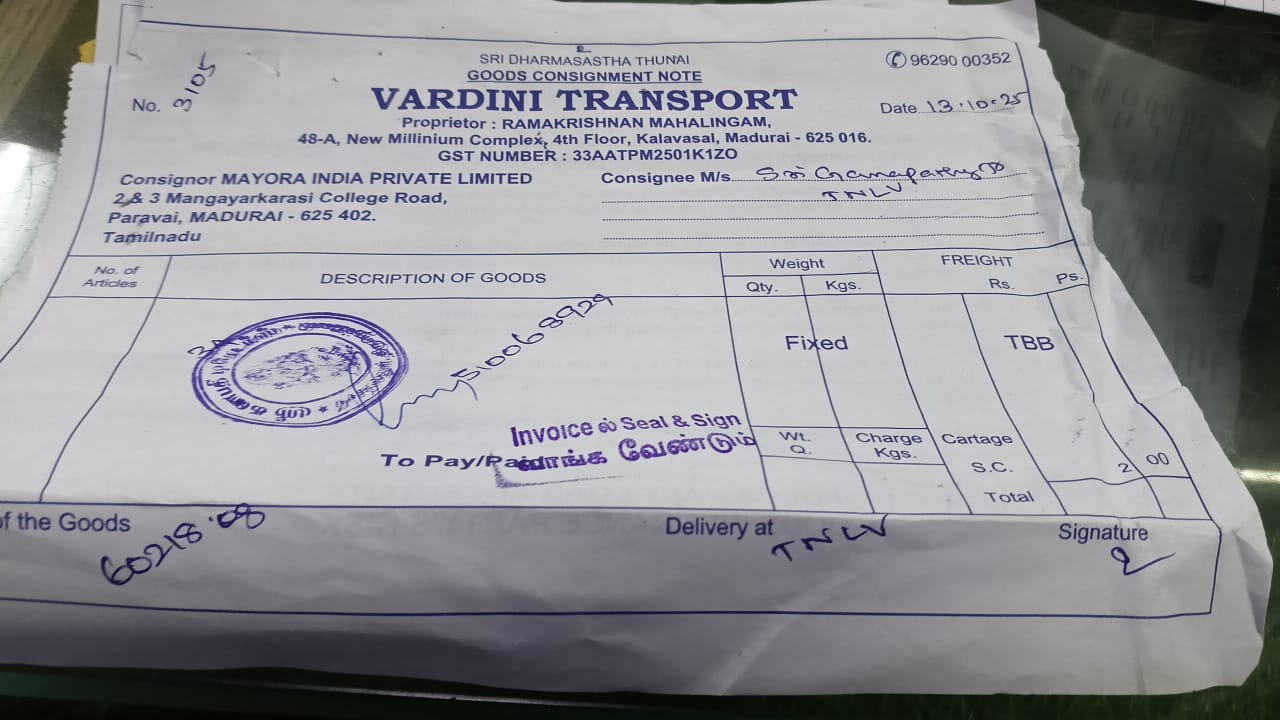 SRI DHARMASASTHA THUNAI
✆ 96290 00352
GOODS CONSIGNMENT NOTE
No. 3105
VARDINI TRANSPORT
Date 13.10.25
Proprietor : RAMAKRISHNAN MAHALINGAM,
48-A, New Millinium Complex, 4th Floor, Kalavasal, Madurai - 625 016.
GST NUMBER : 33AATPM2501K1ZO
Consignor MAYORA INDIA PRIVATE LIMITED
2 & 3 Mangayarkarasi College Road,
Paravai, MADURAI - 625 402.
Tamilnadu
Consignee M/s. Sri
TNLV
No. of Articles
DESCRIPTION OF GOODS
Weight
Qty.
Kgs.
FREIGHT
Rs.
Ps.
510068929
Fixed
TBB
Invoice ல் Seal & Sign
வாங்க வேண்டும்
To Pay/Paid
Wt.
Q.
Charge
Kgs.
Cartage
S.C.
2 00
Total
of the Goods
60218.08
Delivery at TNLV
Signature